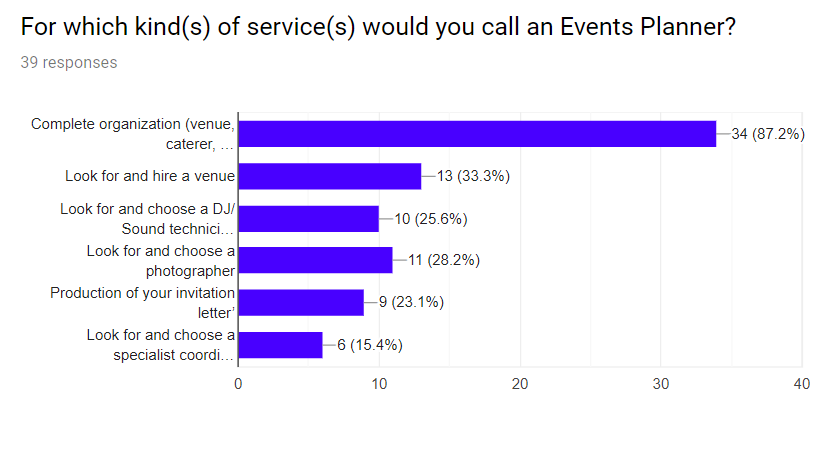 For which kind(s) of service(s) would you call an Events Planner?
39 responses
Complete organization (venue,
caterer, …
34 (87.2%)
Look for and hire a venue
13 (33.3%)
Look for and choose a DJ/
Sound technici…
10 (25.6%)
Look for and choose a
photographer
11 (28.2%)
Production of your invitation
letter’
9 (23.1%)
Look for and choose a
specialist coordi…
6 (15.4%)
0 10 20 30 40